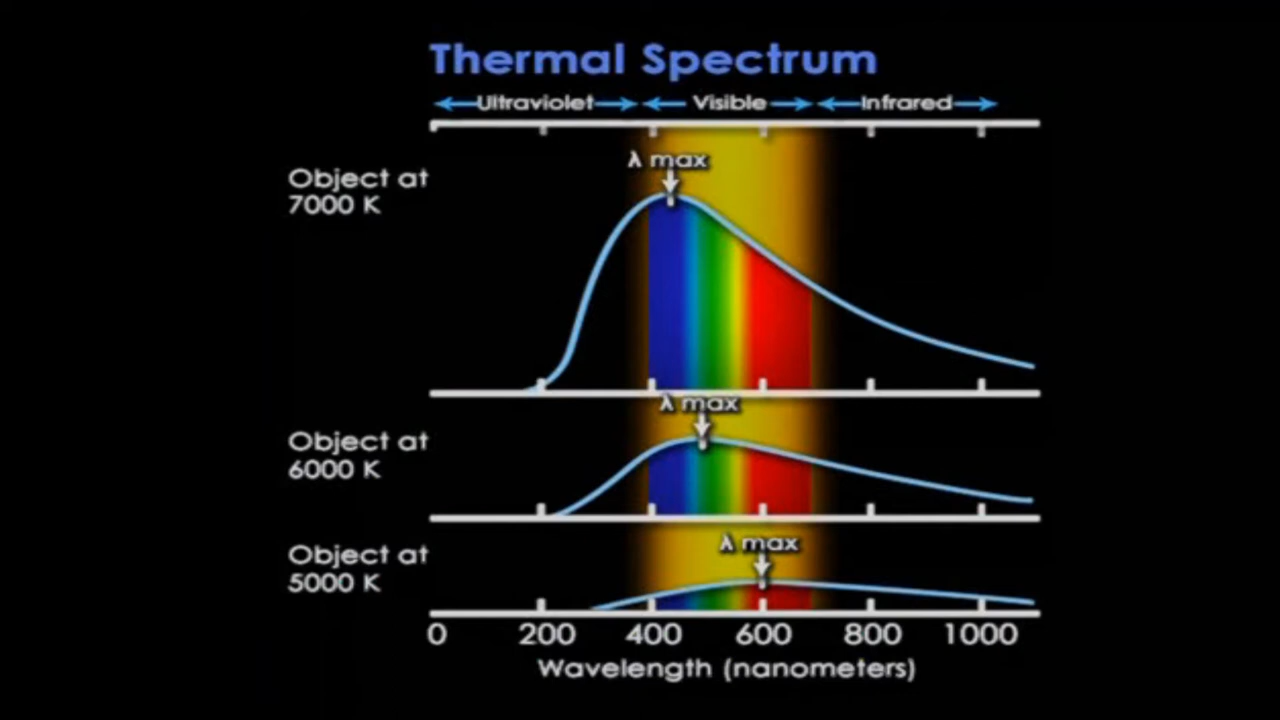 Thermal Spectrum
Ultraviolet Visible Infrared
λ max
Object at
7000 K
λ max
Object at
6000 K
λ max
Object at
5000 K
0 200 400 600 800 1000
Wavelength (nanometers)